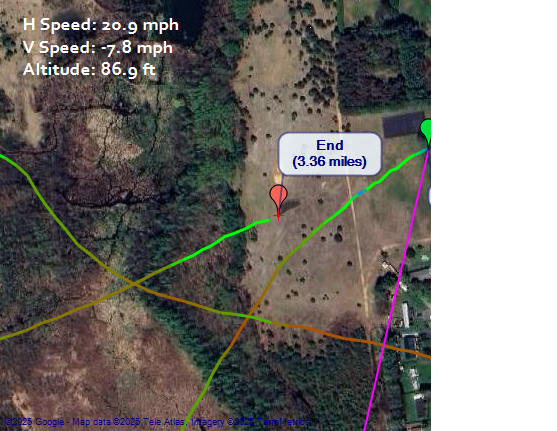 H Speed: 20.9 mph
V Speed: -7.8 mph
Altitude: 86.9 ft
End
(3.36 miles)
©2025 Google - Map data ©2025 Tele Atlas, Imagery ©2025 TerraMetrics